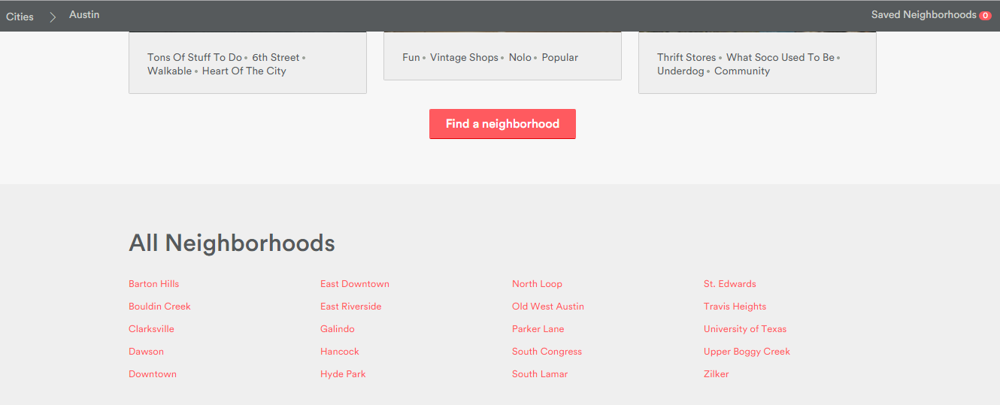 Cities
Austin
Saved Neighborhoods 0
Tons Of Stuff To Do • 6th Street •
Walkable • Heart Of The City
Fun • Vintage Shops • Nolo • Popular
Thrift Stores • What Soco Used To Be •
Underdog • Community
Find a neighborhood
All Neighborhoods
Barton Hills
Bouldin Creek
Clarksville
Dawson
Downtown
East Downtown
East Riverside
Galindo
Hancock
Hyde Park
North Loop
Old West Austin
Parker Lane
South Congress
South Lamar
St. Edwards
Travis Heights
University of Texas
Upper Boggy Creek
Zilker